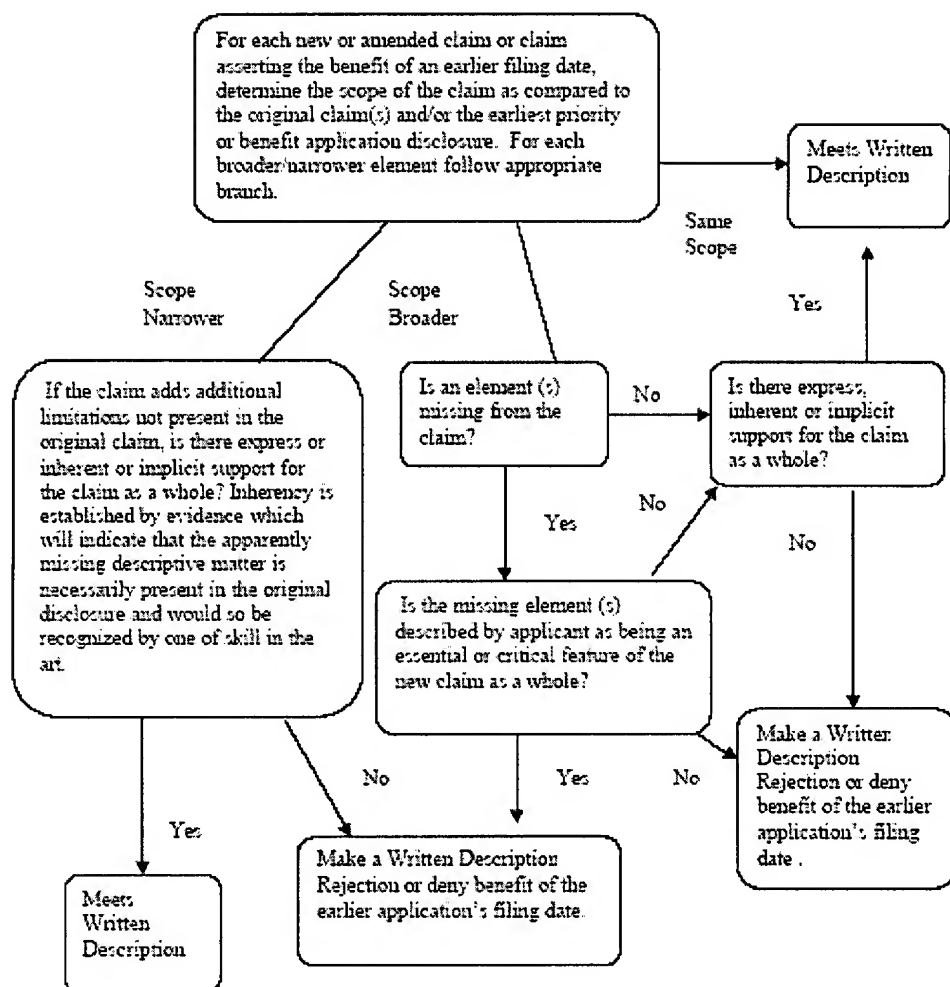 For each new or amended claim or claim
asserting the benefit of an earlier filing date,
determine the scope of the claim as compared to
the original claim(s) and/or the earliest priority
or benefit application disclosure. For each
broader/narrower element follow appropriate
branch.
Meets Written
Description
Same
Scope
Scope
Narrower
Scope
Broader
Yes
If the claim adds additional
limitations not present in the
original claim, is there express or
inherent or implicit support for
the claim as a whole? Inherency is
established by evidence which
will indicate that the apparently
missing descriptive matter is
necessarily present in the original
disclosure and would so be
recognized by one of skill in the
art.
Is an element (s)
missing from the
claim?
No
Is there express,
inherent or implicit
support for the claim
as a whole?
Yes
No
No
Is the missing element (s)
described by applicant as being an
essential or critical feature of the
new claim as a whole?
Yes
No
Yes
No
Make a Written
Description
Rejection or deny
benefit of the earlier
application's filing
date .
Make a Written Description
Rejection or deny benefit of the
earlier application's filing date.
Meets
Written
Description